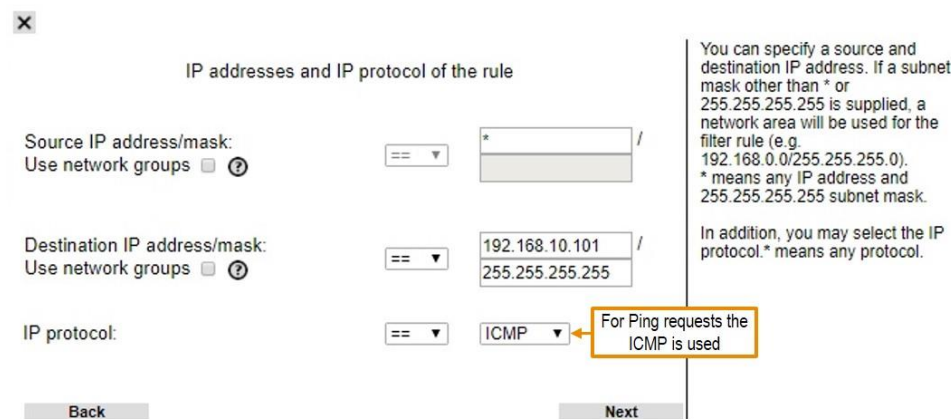 IP addresses and IP protocol of the rule
Source IP address/mask:
Use network groups
== * /
Destination IP address/mask:
Use network groups
== 192.168.10.101 /
255.255.255.255
IP protocol:
== ICMP
For Ping requests the
ICMP is used
Back
Next
You can specify a source and
destination IP address. If a subnet
mask other than * or
255.255.255.255 is supplied, a
network area will be used for the
filter rule (e.g.
192.168.0.0/255.255.255.0).
* means any IP address and
255.255.255.255 subnet mask.
In addition, you may select the IP
protocol.* means any protocol.